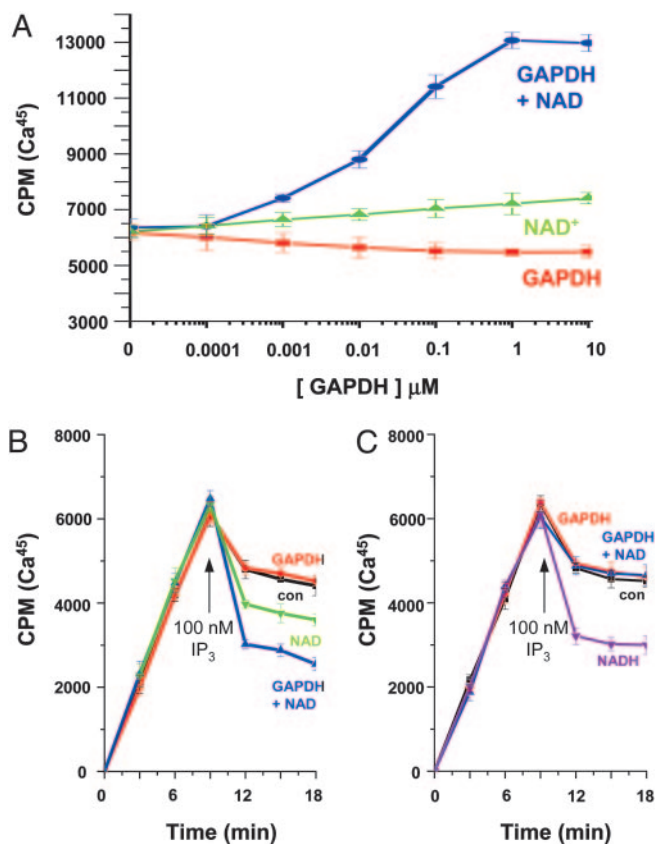 A
CPM (Ca⁴⁵)
13000
11000
9000
7000
5000
3000
GAPDH
+ NAD
NAD⁺
GAPDH
0
0.0001
0.001
0.01
0.1
1
10
[ GAPDH ] µM
B
CPM (Ca⁴⁵)
8000
6000
4000
2000
0
GAPDH
con
NAD
100 nM
IP₃
GAPDH
+ NAD
0
6
12
18
Time (min)
C
CPM (Ca⁴⁵)
8000
6000
4000
2000
0
GAPDH
GAPDH
+ NAD
con
100 nM
IP₃
NADH
0
6
12
18
Time (min)